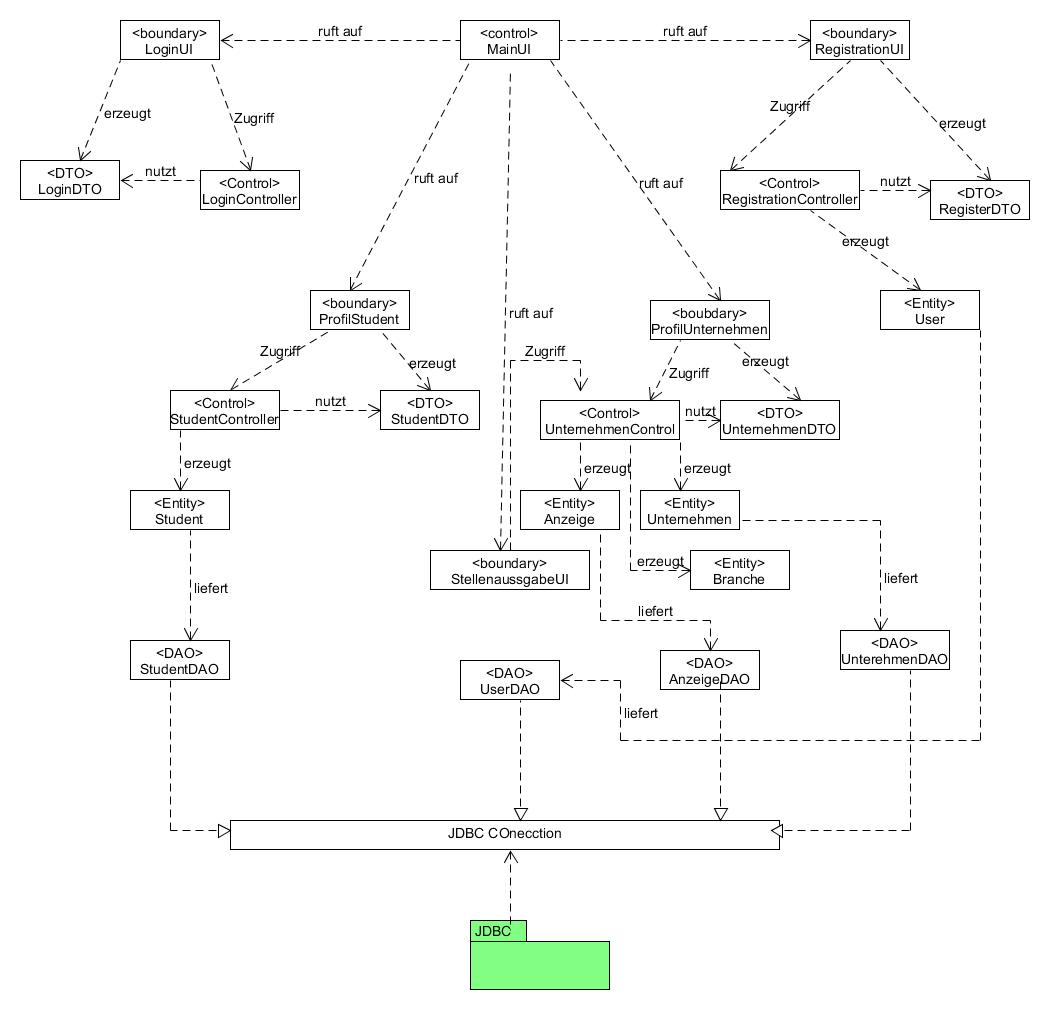 <boundary>
LoginUI
ruft auf
<control>
MainUI
ruft auf
<boundary>
RegistrationUI
erzeugt
Zugriff
Zugriff
erzeugt
<DTO>
LoginDTO
nutzt
<Control>
LoginController
ruft auf
ruft auf
<Control>
RegistrationController
nutzt
<DTO>
RegisterDTO
erzeugt
<boundary>
ProfilStudent
ruft auf
<boubdary>
ProfilUnternehmen
<Entity>
User
Zugriff
erzeugt
Zugriff
Zugriff
erzeugt
<Control>
StudentController
nutzt
<DTO>
StudentDTO
<Control>
UnternehmenControl
nutzt
<DTO>
UnternehmenDTO
erzeugt
erzeugt
erzeugt
<Entity>
Student
<Entity>
Anzeige
<Entity>
Unternehmen
<boundary>
StellenaussgabeUI
erzeugt
<Entity>
Branche
liefert
liefert
liefert
<DAO>
StudentDAO
<DAO>
UserDAO
<DAO>
AnzeigeDAO
<DAO>
UnterehmenDAO
liefert
JDBC COnecction
JDBC